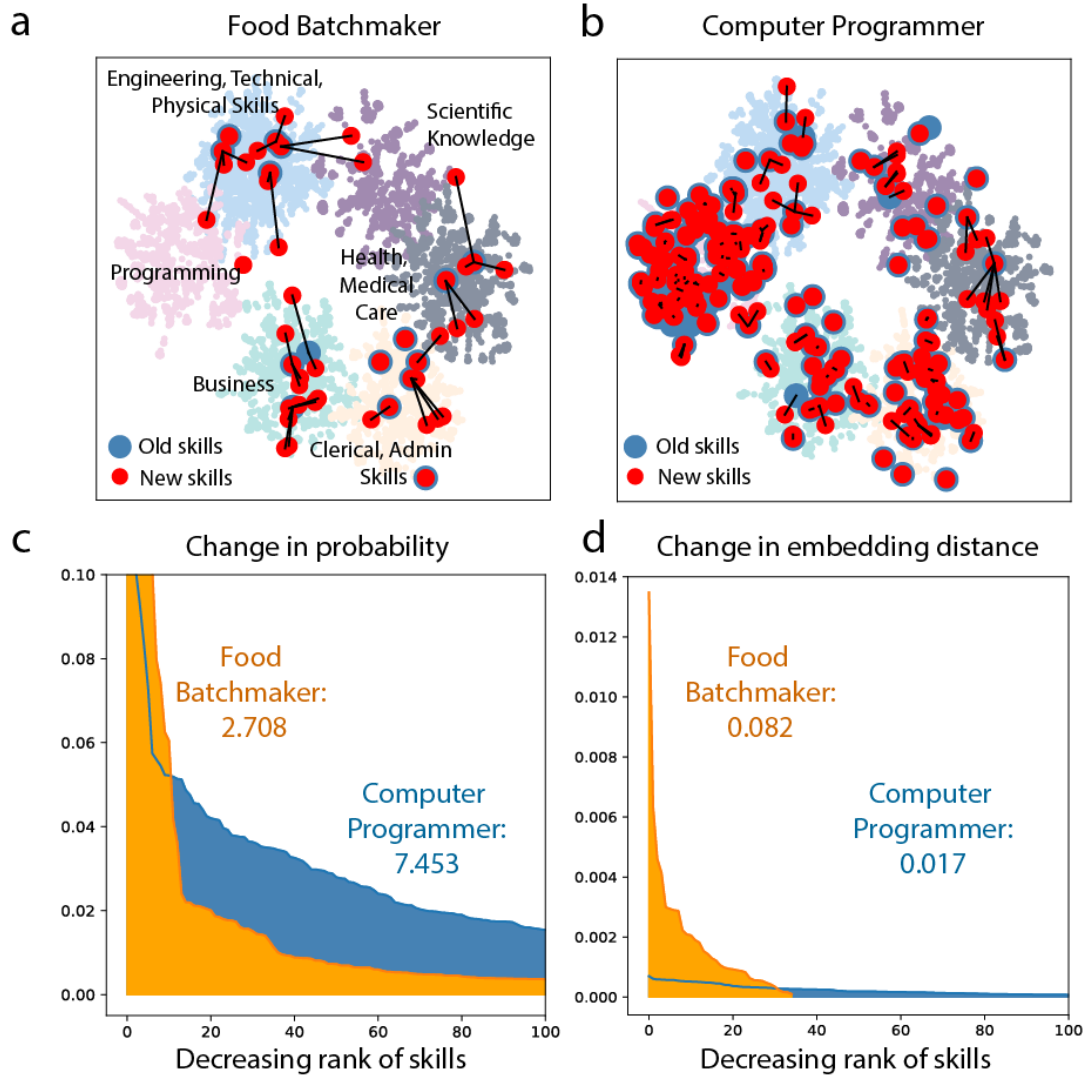 a
Food Batchmaker
Engineering, Technical,
Physical Skills
Scientific
Knowledge
Programming
Health,
Medical
Care
Business
Old skills
New skills
Clerical, Admin
Skills
b
Computer Programmer
Old skills
New skills
c
Change in probability
0.10
0.08
0.06
0.04
0.02
0.00
Food
Batchmaker:
2.708
Computer
Programmer:
7.453
0
20
40
60
80
100
Decreasing rank of skills
d
Change in embedding distance
0.014
0.012
0.010
0.008
0.006
0.004
0.002
0.000
Food
Batchmaker:
0.082
Computer
Programmer:
0.017
0
20
40
60
80
100
Decreasing rank of skills